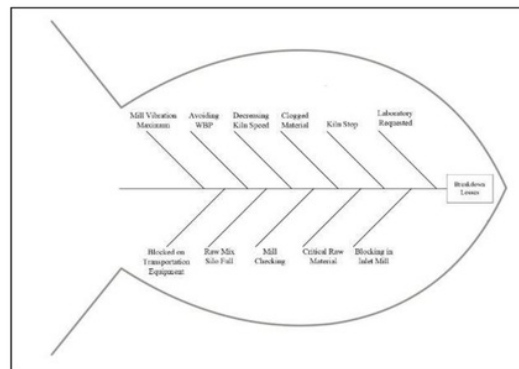 Mill Vibration
Maximum
Avoiding
WBP
Decreasing
Kiln Speed
Clogged
Material
Kiln Stop
Laboratory
Requested
Breakdown
Losses
Blocked on
Transportation
Equipment
Raw Mix
Silo Full
Mill
Checking
Critical Raw
Material
Blocking in
Inlet Mill